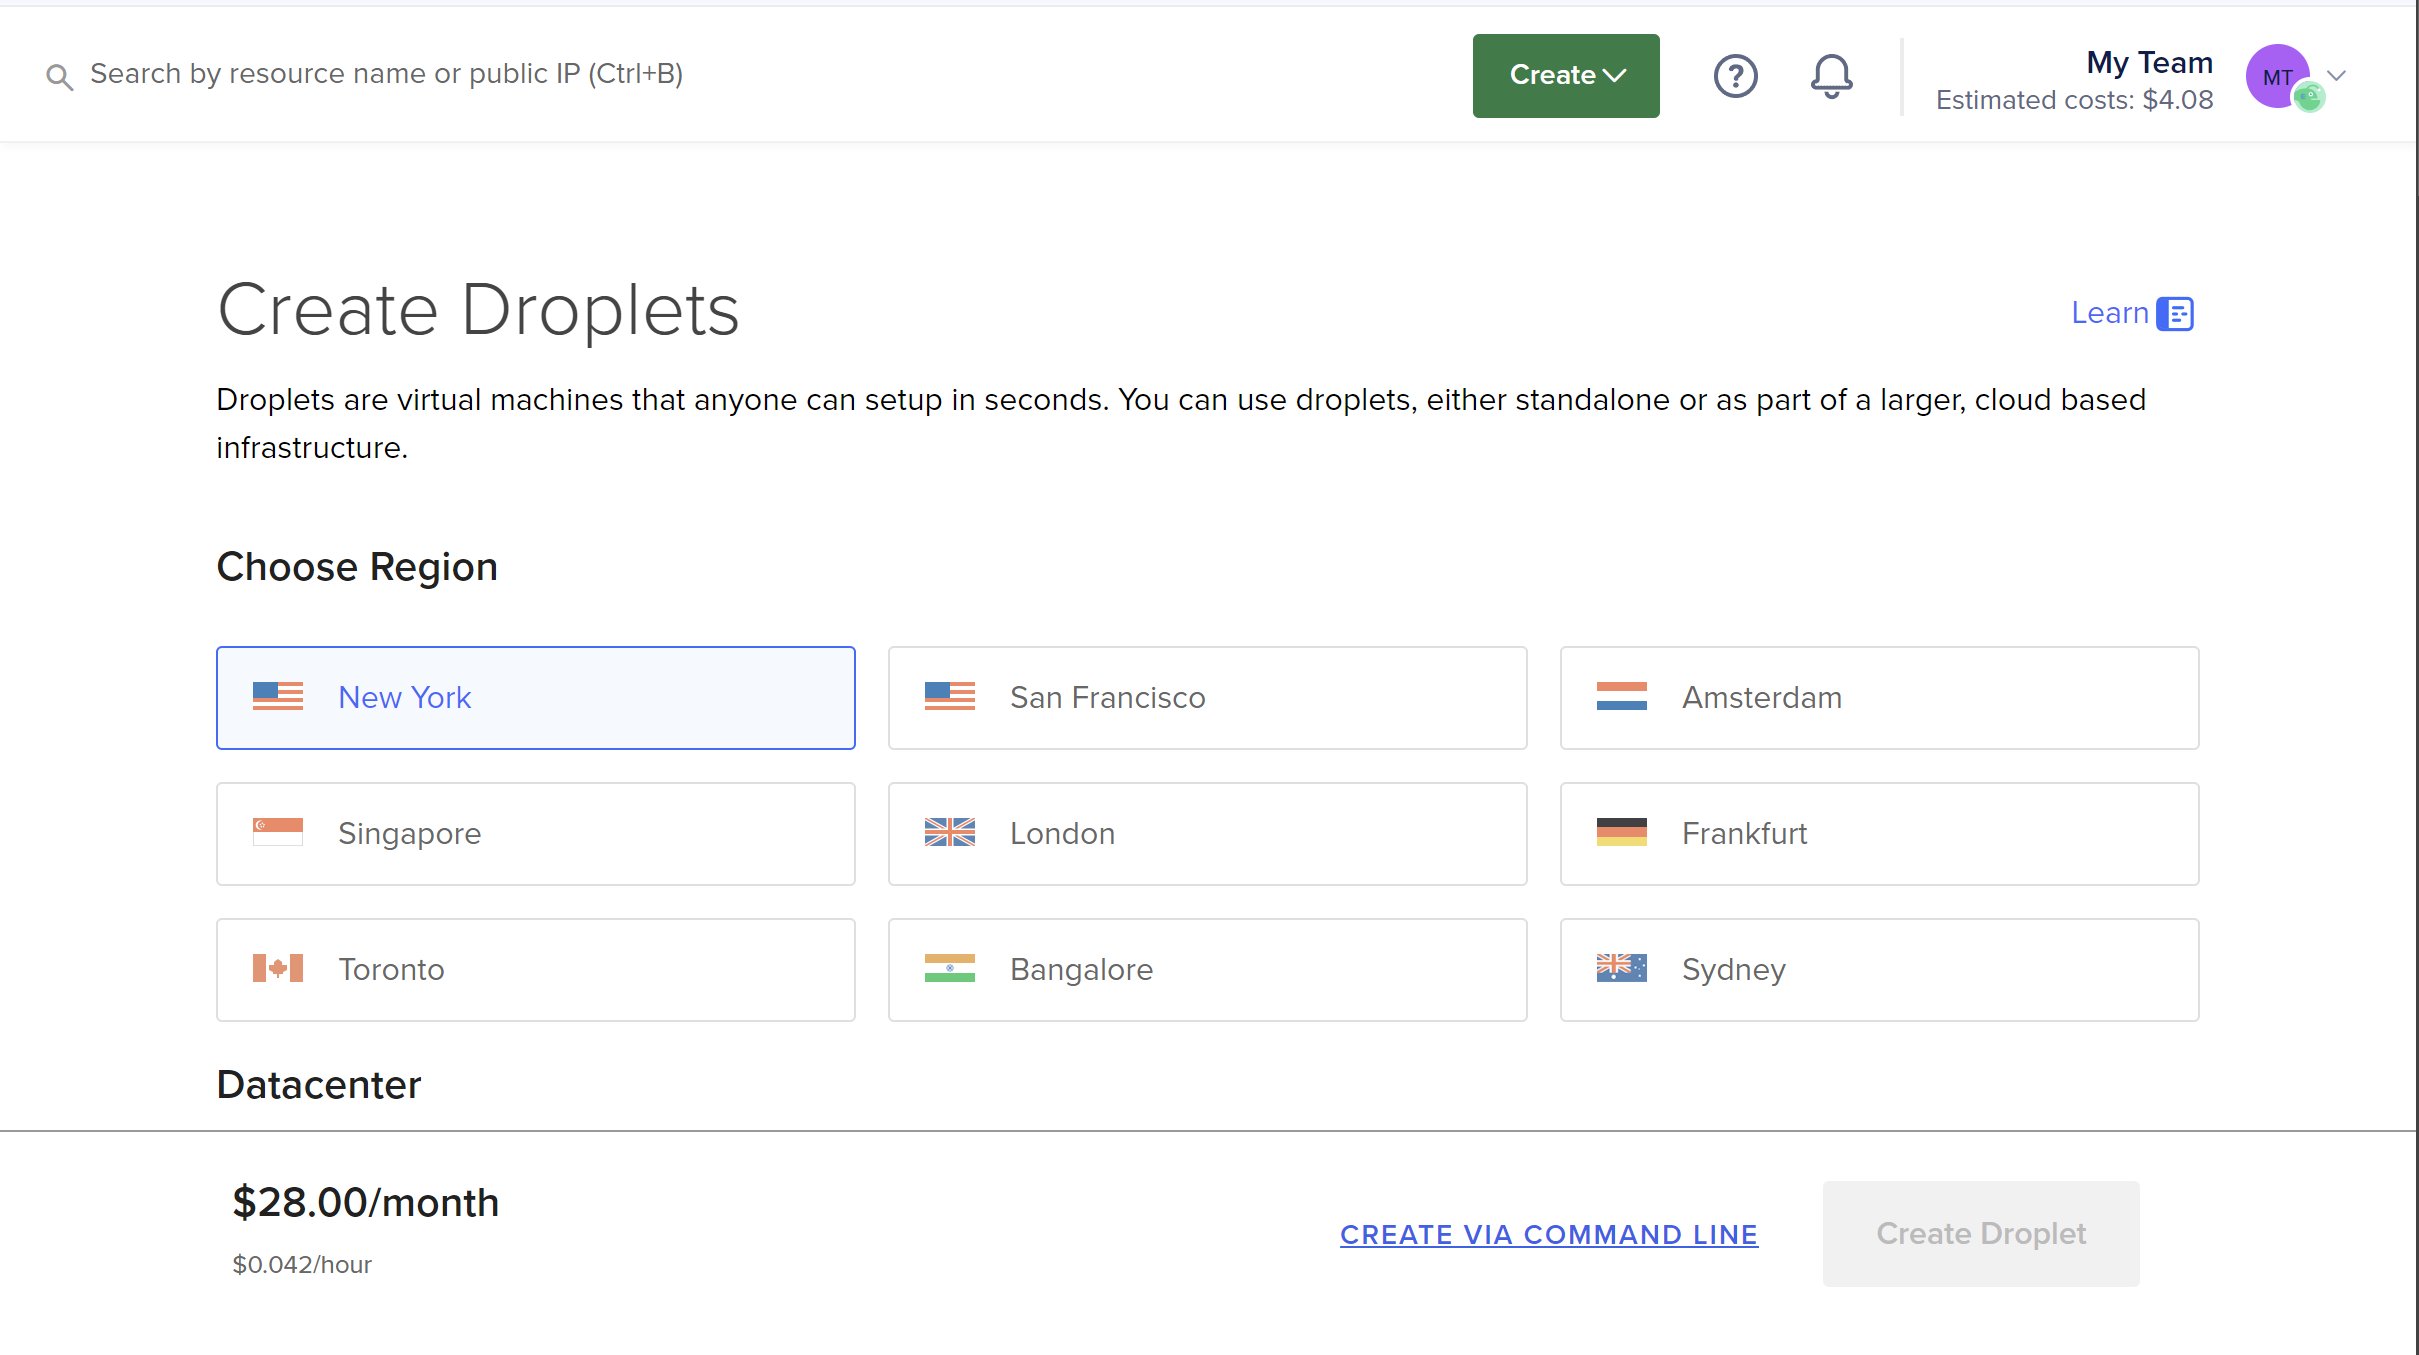 Search by resource name or public IP (Ctrl+B)
Create
My Team
Estimated costs: $4.08
MT
Create Droplets
Learn
Droplets are virtual machines that anyone can setup in seconds. You can use droplets, either standalone or as part of a larger, cloud based
infrastructure.
Choose Region
New York
San Francisco
Amsterdam
Singapore
London
Frankfurt
Toronto
Bangalore
Sydney
Datacenter
$28.00/month
$0.042/hour
CREATE VIA COMMAND LINE
Create Droplet